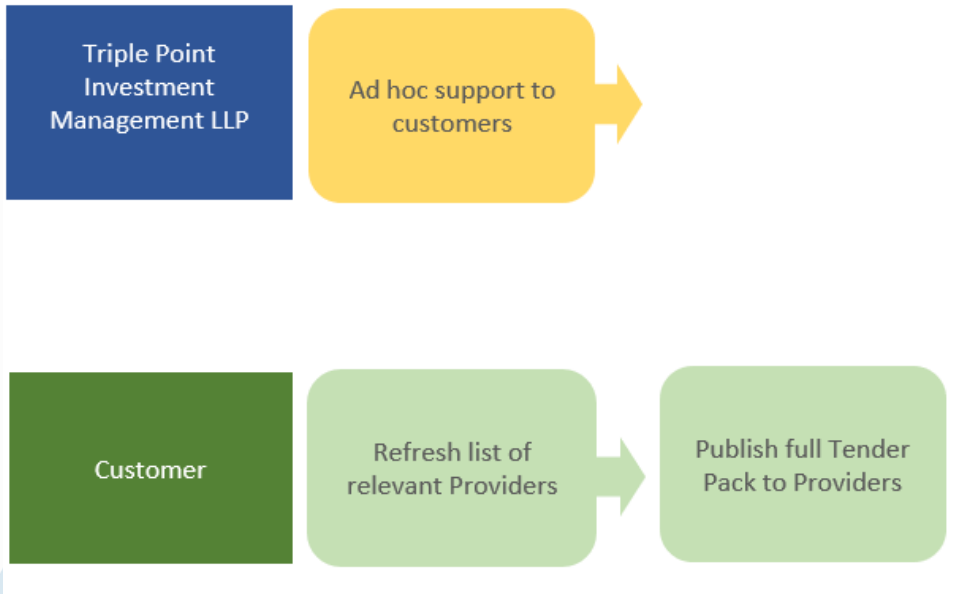 Triple Point
Investment
Management LLP
Ad hoc support to
customers
Customer
Refresh list of
relevant Providers
Publish full Tender
Pack to Providers